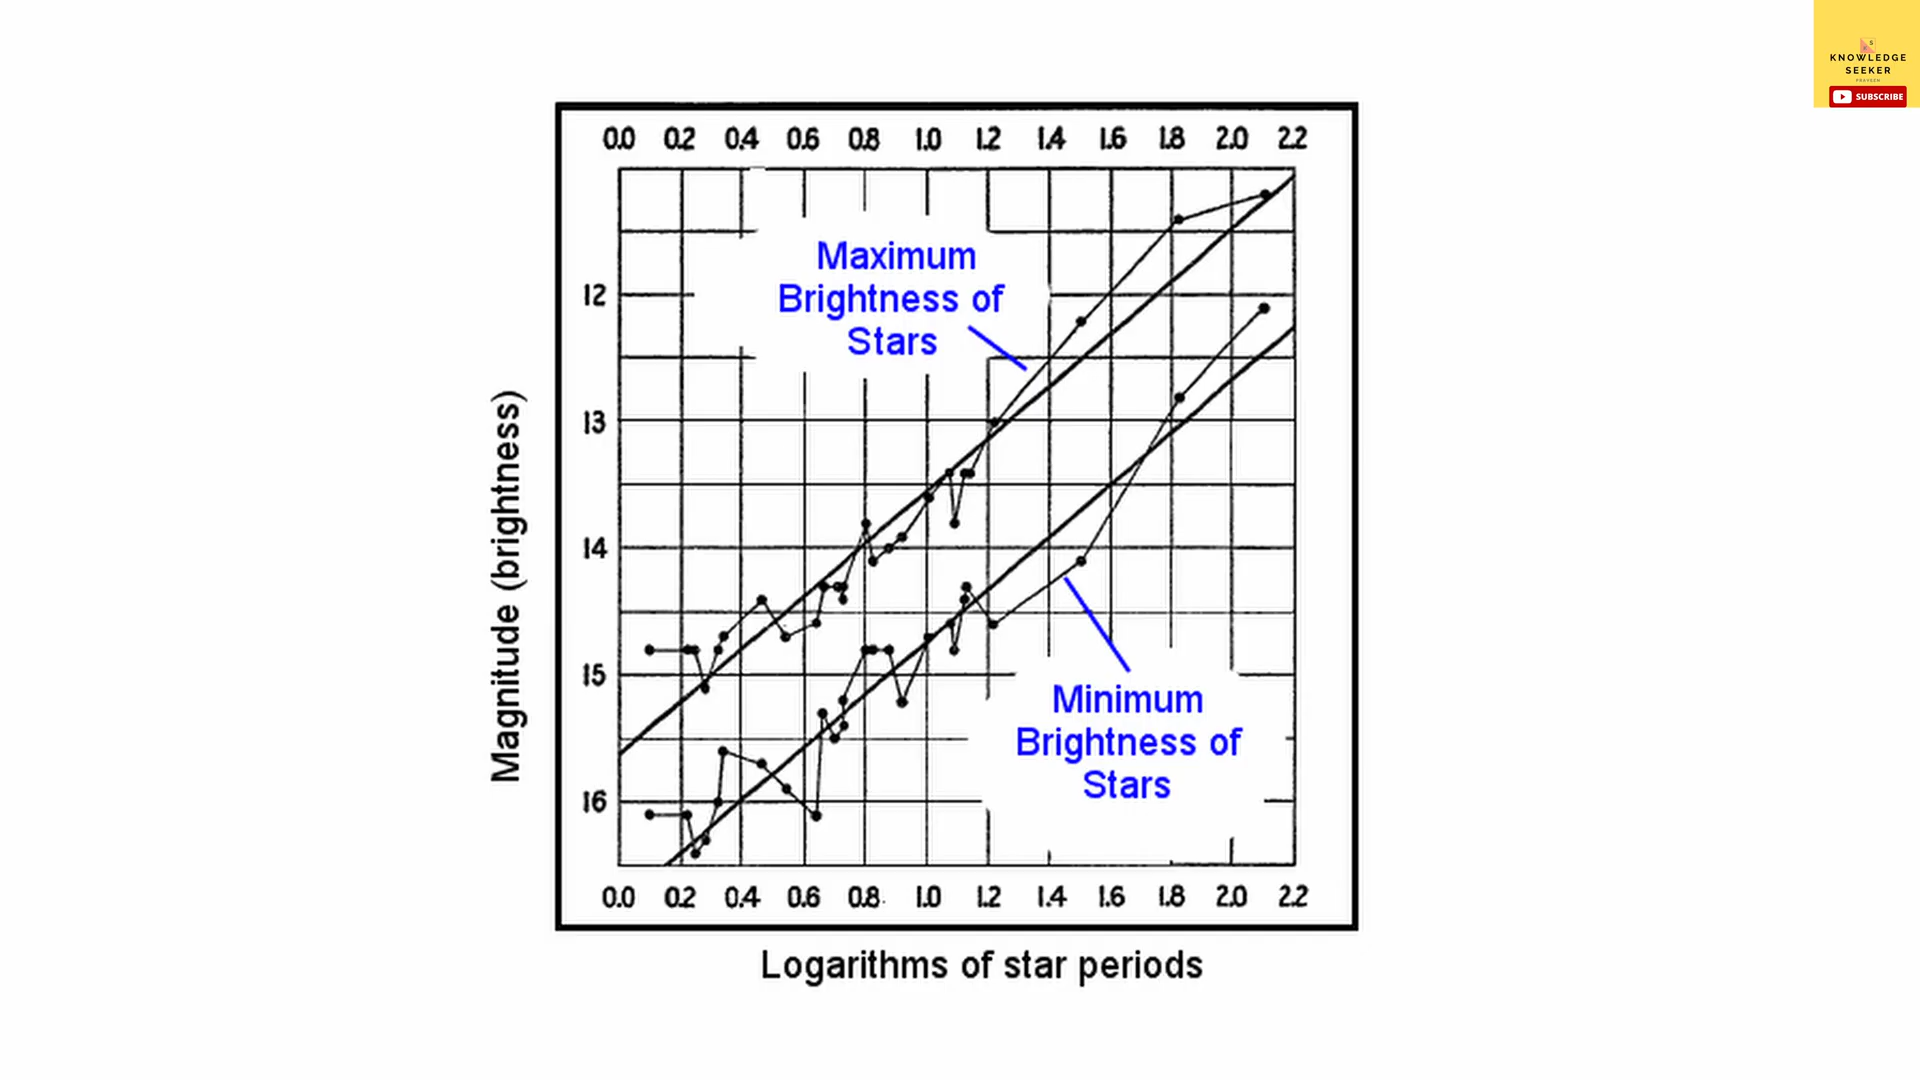 KNOWLEDGE
SEEKER
PRAVEEN
SUBSCRIBE
0.0 0.2 0.4 0.6 0.8 1.0 1.2 1.4 1.6 1.8 2.0 2.2
Maximum
Brightness of
Stars
12
13
14
15
16
Magnitude (brightness)
Minimum
Brightness of
Stars
0.0 0.2 0.4 0.6 0.8 1.0 1.2 1.4 1.6 1.8 2.0 2.2
Logarithms of star periods